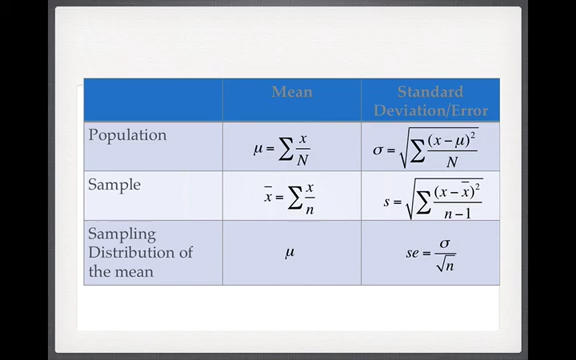 Mean
Standard Deviation/Error
Population
μ = ∑ x/N
σ = √(∑ (x − μ)²/N)
Sample
x̄ = ∑ x/n
s = √(∑ (x − x̄)²/(n − 1))
Sampling
Distribution of
the mean
μ
se = σ/√n